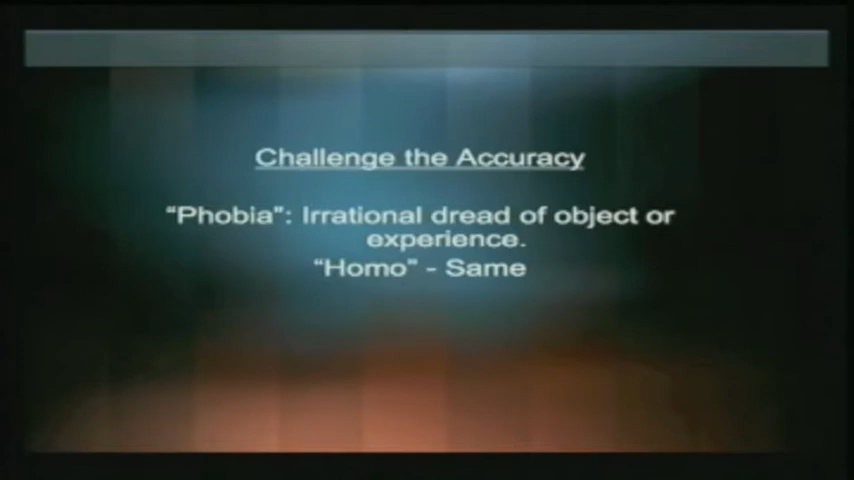 Challenge the Accuracy
“Phobia”: Irrational dread of object or
experience.
“Homo” - Same